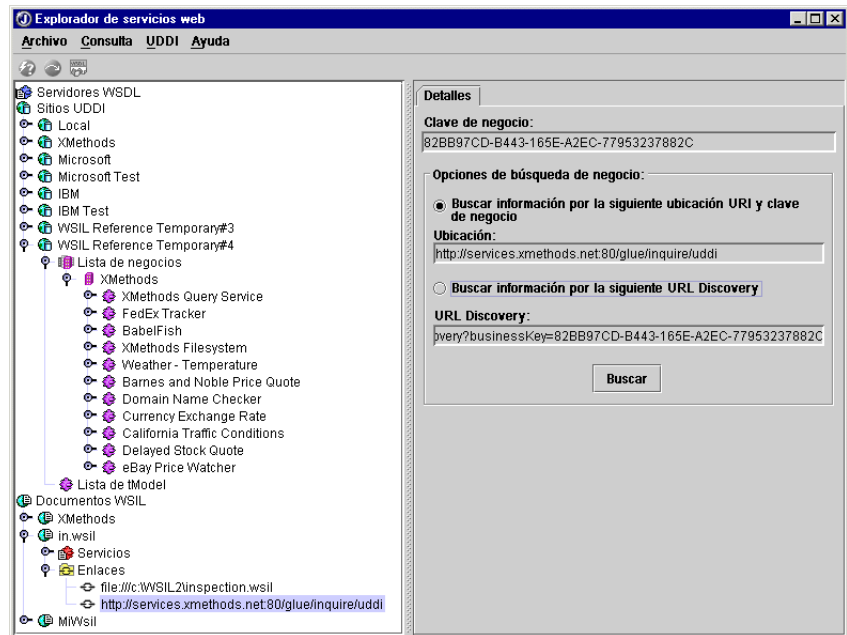 Explorador de servicios web
Archivo Consulta UDDI Ayuda
Servidores WSDL
Sitios UDDI
Local
XMethods
Microsoft
Microsoft Test
IBM
IBM Test
WSIL Reference Temporary#3
WSIL Reference Temporary#4
Lista de negocios
XMethods
XMethods Query Service
FedEx Tracker
BabelFish
XMethods Filesystem
Weather - Temperature
Barnes and Noble Price Quote
Domain Name Checker
Currency Exchange Rate
California Traffic Conditions
Delayed Stock Quote
eBay Price Watcher
Lista de tModel
Documentos WSIL
XMethods
in.wsil
Servicios
Enlaces
file:///c:\WSIL2\inspection.wsil
http://services.xmethods.net:80/glue/inquire/uddi
MiWsil
Detalles
Clave de negocio:
82BB97CD-B443-165E-A2EC-77953237882C
Opciones de búsqueda de negocio:
Buscar información por la siguiente ubicación URI y clave
de negocio
Ubicación:
http://services.xmethods.net:80/glue/inquire/uddi
Buscar información por la siguiente URL Discovery
URL Discovery:
overy?businessKey=82BB97CD-B443-165E-A2EC-77953237882C
Buscar